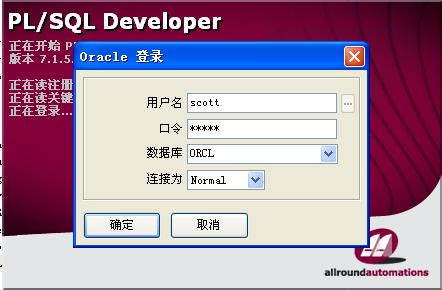 PL/SQL Developer
正在开始 P
版本 7.1.5.
正在读注册
正在读关键
正在登录...
Oracle 登录
用户名 scott ...
口令 *****
数据库 ORCL
连接为 Normal
确定 取消
allroundautomations